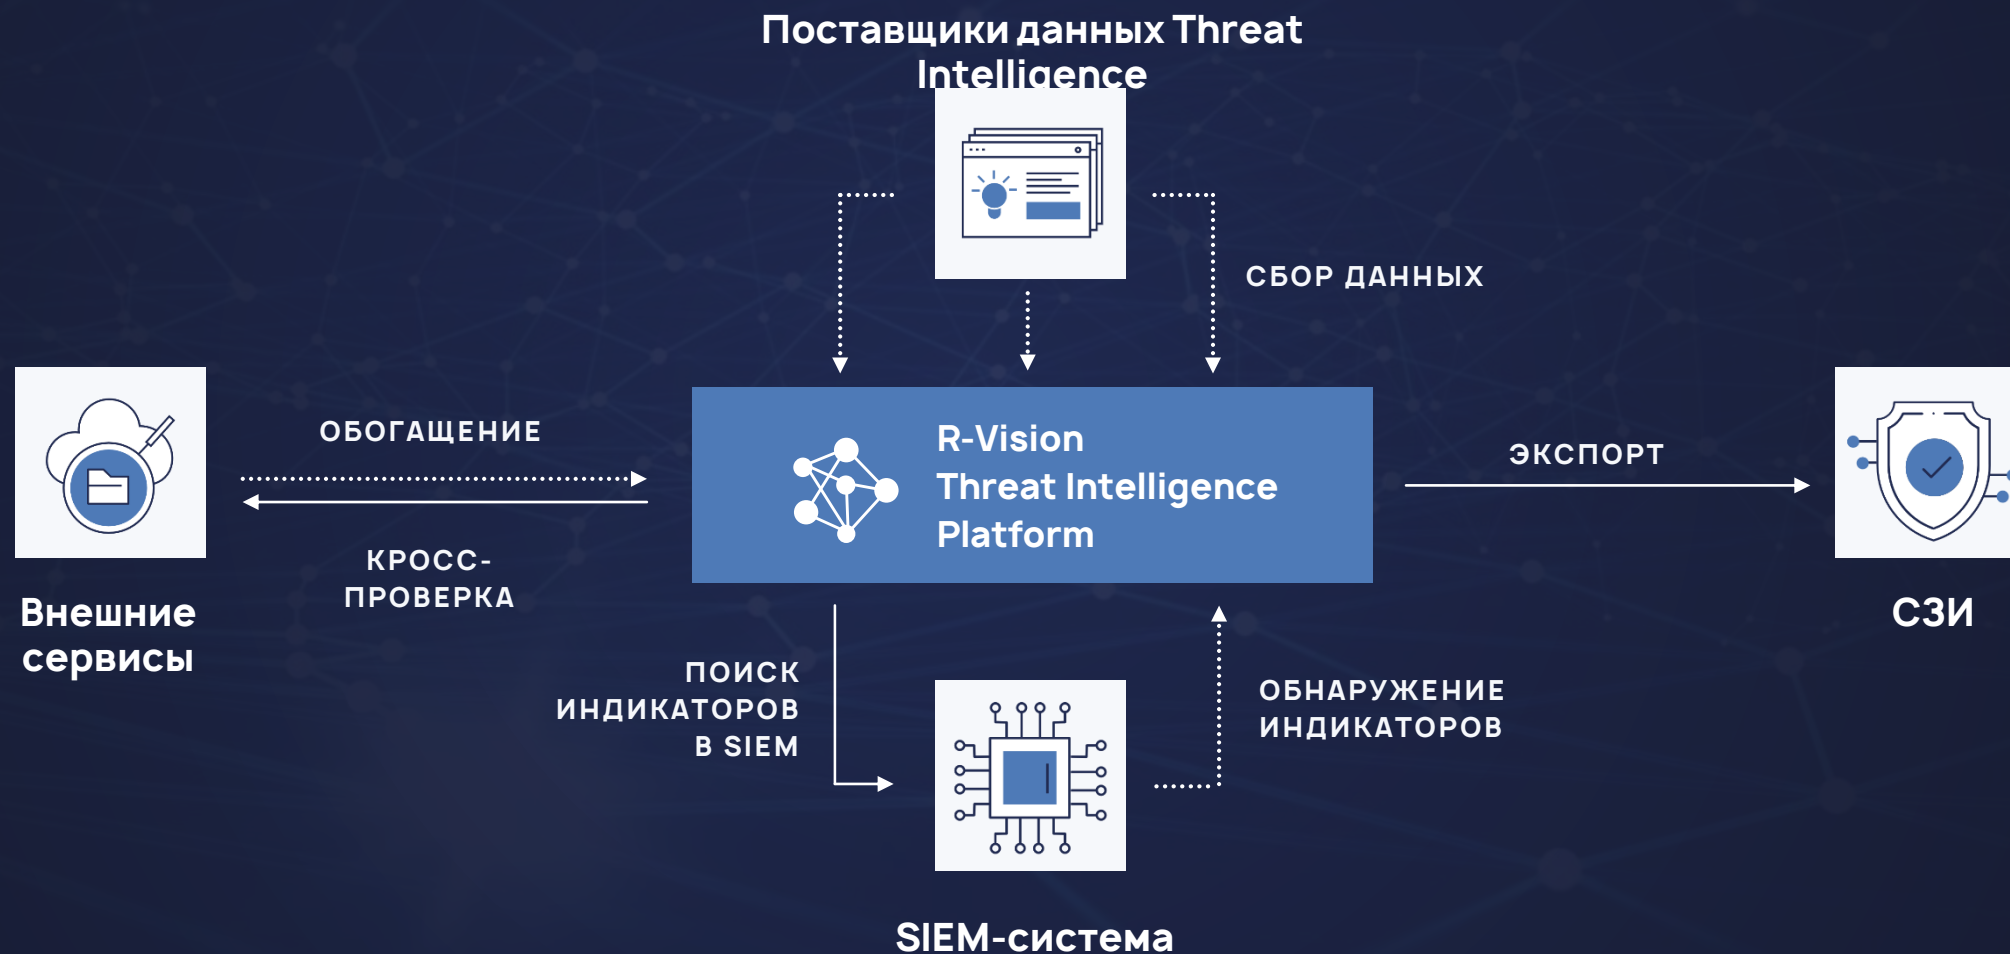 Поставщики данных Threat
Intelligence
СБОР ДАННЫХ
ОБОГАЩЕНИЕ
КРОСС-
ПРОВЕРКА
R-Vision
Threat Intelligence
Platform
ЭКСПОРТ
Внешние
сервисы
СЗИ
ПОИСК
ИНДИКАТОРОВ
В SIEM
ОБНАРУЖЕНИЕ
ИНДИКАТОРОВ
SIEM-система